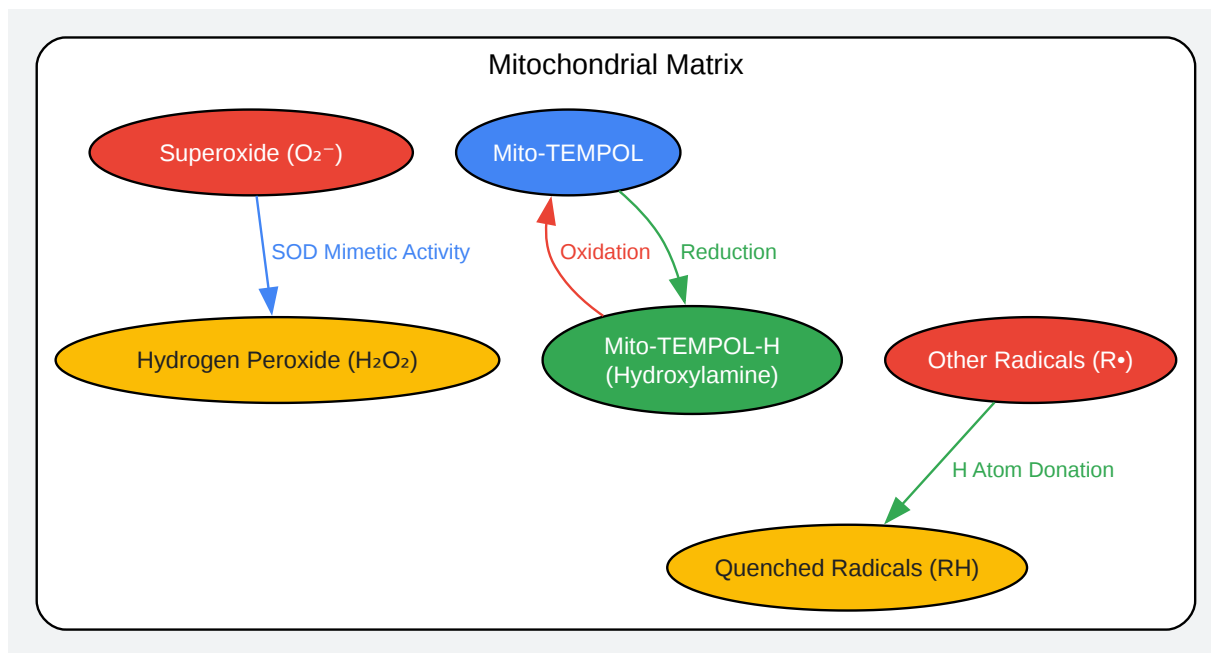 Mitochondrial Matrix
Superoxide (O₂⁻)
Mito-TEMPOL
SOD Mimetic Activity
Oxidation
Reduction
Hydrogen Peroxide (H₂O₂)
Mito-TEMPOL-H
(Hydroxylamine)
Other Radicals (R•)
H Atom Donation
Quenched Radicals (RH)